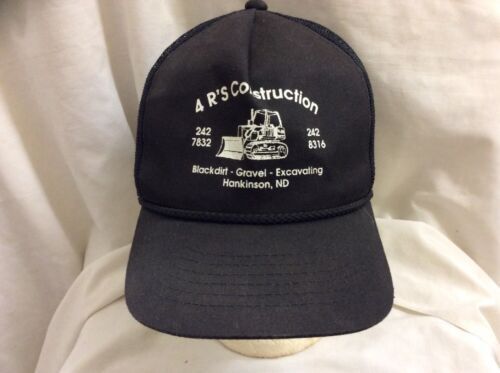 4 R'S Construction
242
7832
242
8316
Blackdirt - Gravel - Excavating
Hankinson, ND